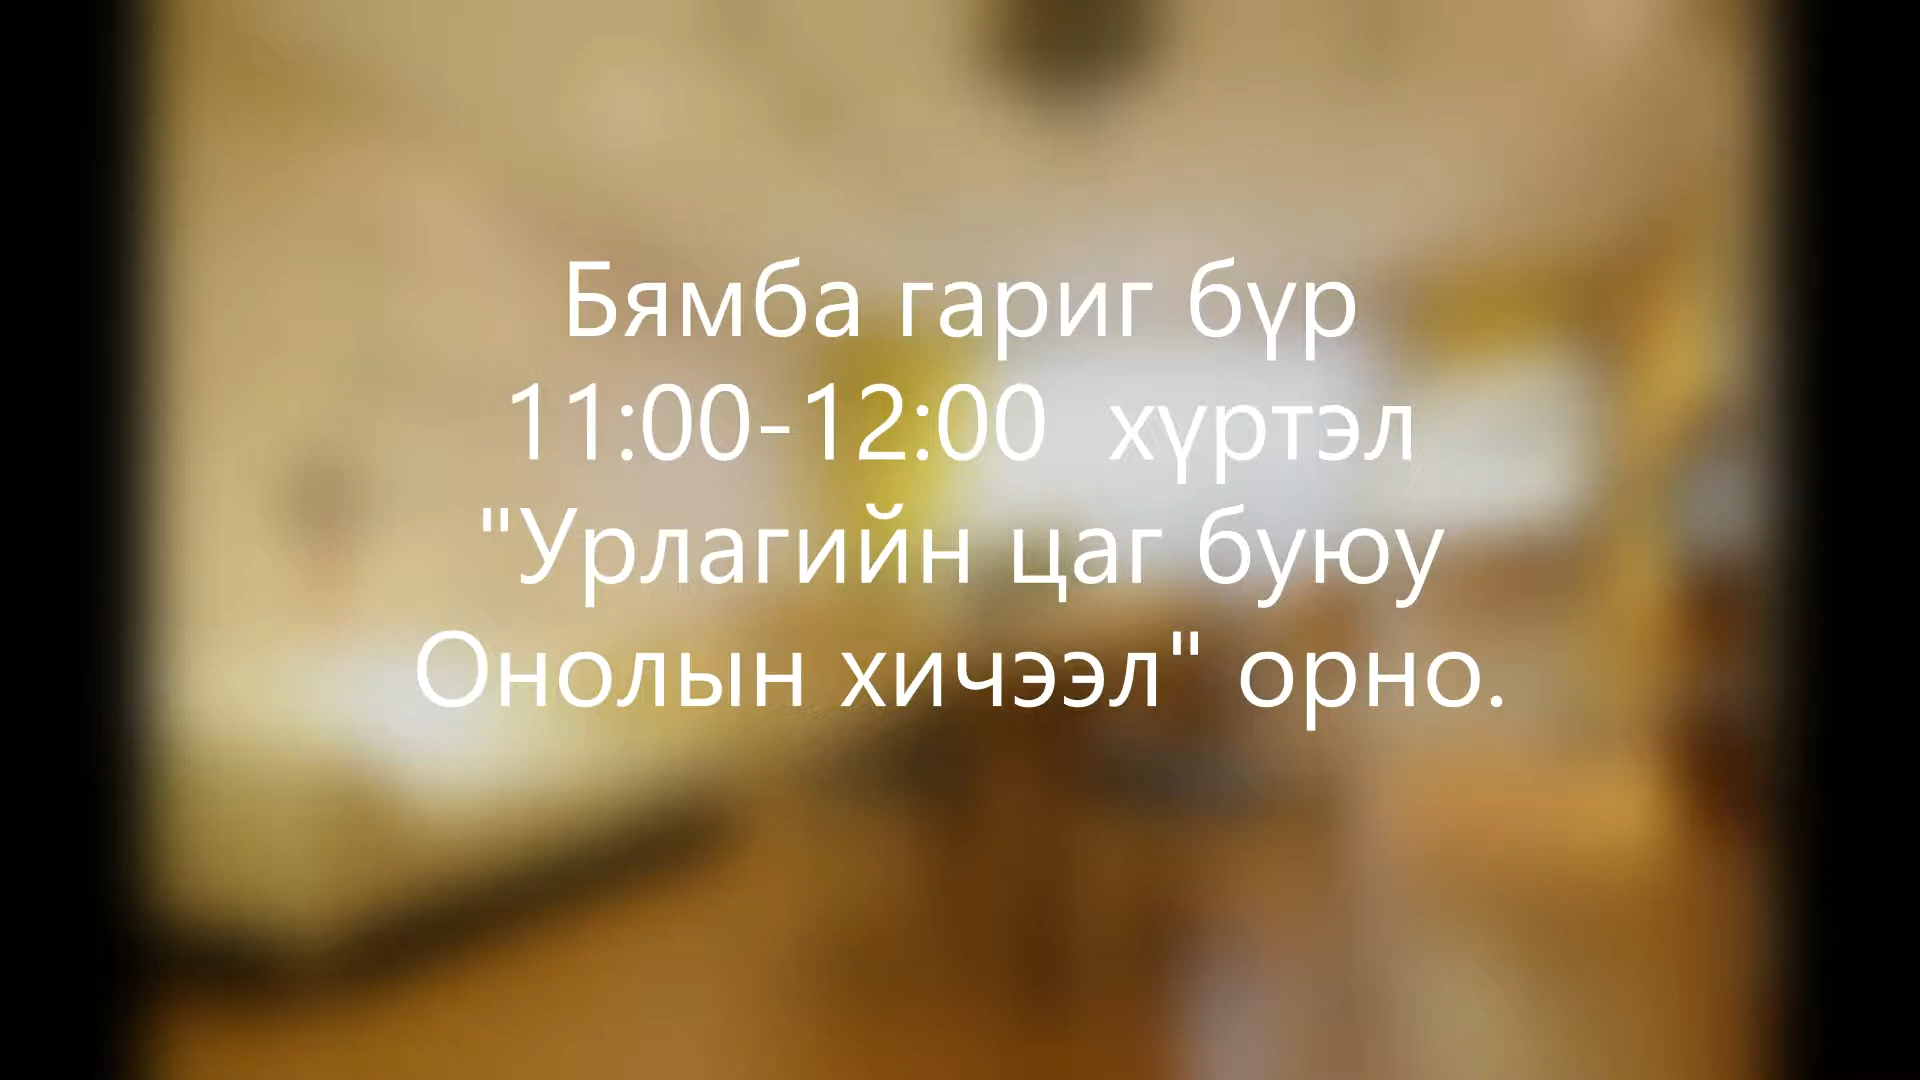 Бямба гариг бүр
11:00-12:00  хүртэл
"Урлагийн цаг буюу
Онолын хичээл" орно.